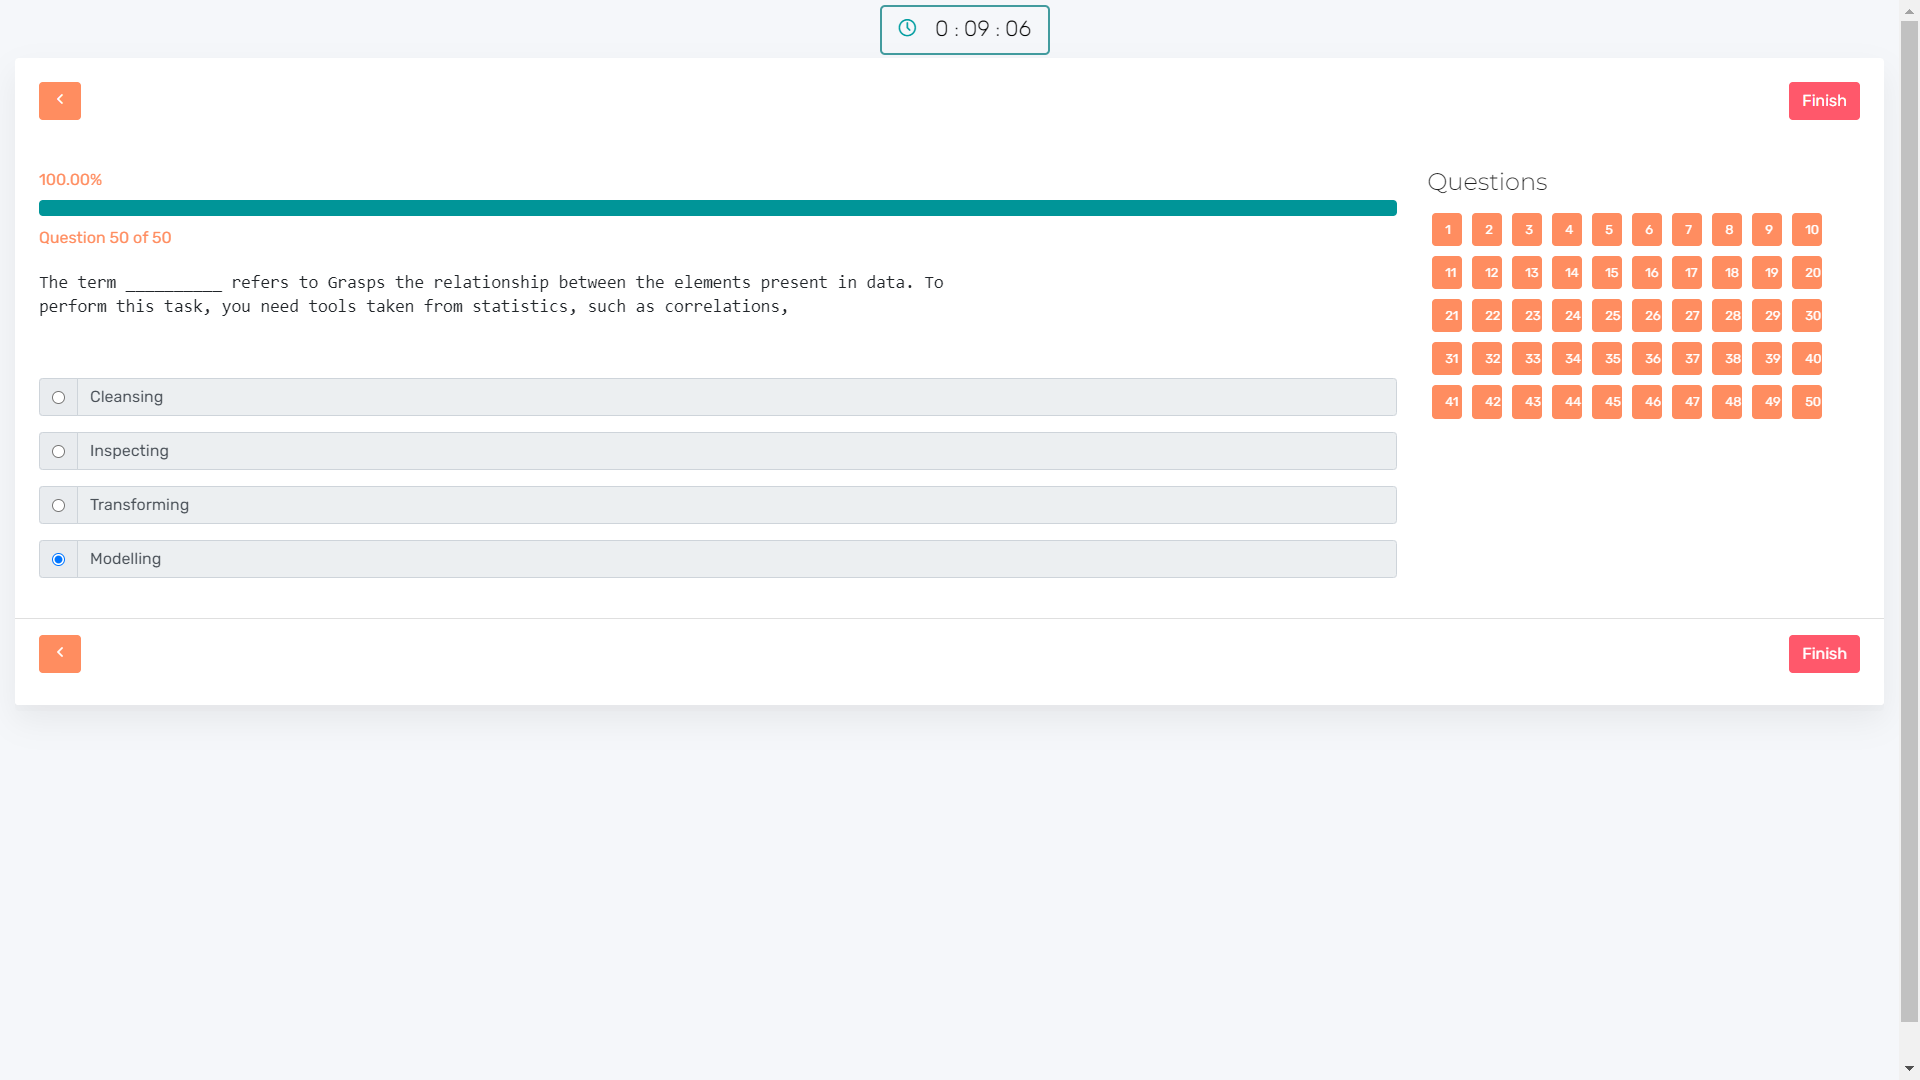 0 : 09 : 06
Finish
100.00%
Question 50 of 50
The term __________ refers to Grasps the relationship between the elements present in data. To
perform this task, you need tools taken from statistics, such as correlations,
Cleansing
Inspecting
Transforming
Modelling
Questions
1 2 3 4 5 6 7 8 9 10
11 12 13 14 15 16 17 18 19 20
21 22 23 24 25 26 27 28 29 30
31 32 33 34 35 36 37 38 39 40
41 42 43 44 45 46 47 48 49 50
Finish